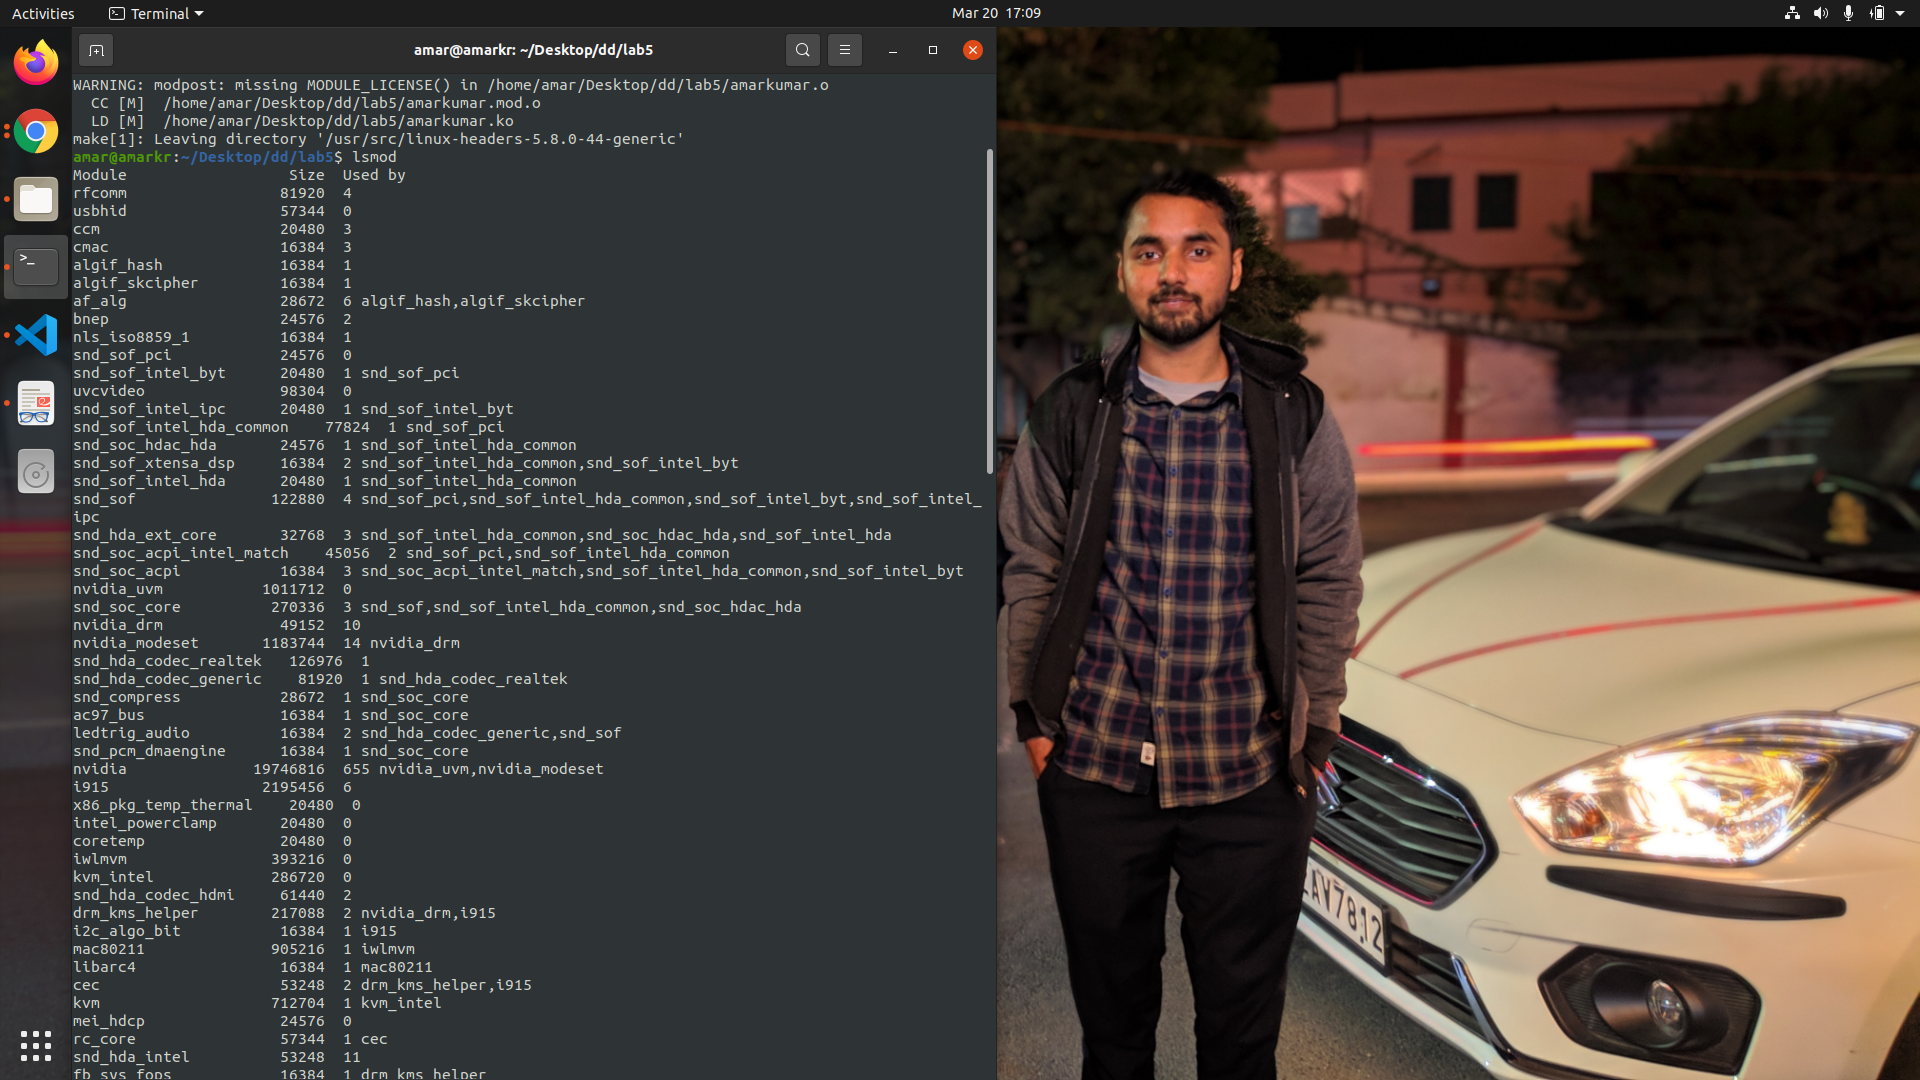 Activities
Terminal
Mar 20 17:09
amar@amarkr: ~/Desktop/dd/lab5
WARNING: modpost: missing MODULE_LICENSE() in /home/amar/Desktop/dd/lab5/amarkumar.o
CC [M] /home/amar/Desktop/dd/lab5/amarkumar.mod.o
LD [M] /home/amar/Desktop/dd/lab5/amarkumar.ko
make[1]: Leaving directory '/usr/src/linux-headers-5.8.0-44-generic'
amar@amarkr:~/Desktop/dd/lab5$ lsmod
Module Size Used by
rfcomm 81920 4
usbhid 57344 0
ccm 20480 3
cmac 16384 3
algif_hash 16384 1
algif_skcipher 16384 1
af_alg 28672 6 algif_hash,algif_skcipher
bnep 24576 2
nls_iso8859_1 16384 1
snd_sof_pci 24576 0
snd_sof_intel_byt 20480 1 snd_sof_pci
uvcvideo 98304 0
snd_sof_intel_ipc 20480 1 snd_sof_intel_byt
snd_sof_intel_hda_common 77824 1 snd_sof_pci
snd_soc_hdac_hda 24576 1 snd_sof_intel_hda_common
snd_sof_xtensa_dsp 16384 2 snd_sof_intel_hda_common,snd_sof_intel_byt
snd_sof_intel_hda 20480 1 snd_sof_intel_hda_common
snd_sof 122880 4 snd_sof_pci,snd_sof_intel_hda_common,snd_sof_intel_byt,snd_sof_intel_
ipc
snd_hda_ext_core 32768 3 snd_sof_intel_hda_common,snd_soc_hdac_hda,snd_sof_intel_hda
snd_soc_acpi_intel_match 45056 2 snd_sof_pci,snd_sof_intel_hda_common
snd_soc_acpi 16384 3 snd_soc_acpi_intel_match,snd_sof_intel_hda_common,snd_sof_intel_byt
nvidia_uvm 1011712 0
snd_soc_core 270336 3 snd_sof,snd_sof_intel_hda_common,snd_soc_hdac_hda
nvidia_drm 49152 10
nvidia_modeset 1183744 14 nvidia_drm
snd_hda_codec_realtek 126976 1
snd_hda_codec_generic 81920 1 snd_hda_codec_realtek
snd_compress 28672 1 snd_soc_core
ac97_bus 16384 1 snd_soc_core
ledtrig_audio 16384 2 snd_hda_codec_generic,snd_sof
snd_pcm_dmaengine 16384 1 snd_soc_core
nvidia 19746816 655 nvidia_uvm,nvidia_modeset
i915 2195456 6
x86_pkg_temp_thermal 20480 0
intel_powerclamp 20480 0
coretemp 20480 0
iwlmvm 393216 0
kvm_intel 286720 0
snd_hda_codec_hdmi 61440 2
drm_kms_helper 217088 2 nvidia_drm,i915
i2c_algo_bit 16384 1 i915
mac80211 905216 1 iwlmvm
libarc4 16384 1 mac80211
cec 53248 2 drm_kms_helper,i915
kvm 712704 1 kvm_intel
mei_hdcp 24576 0
rc_core 57344 1 cec
snd_hda_intel 53248 11
fb_sys_fops 16384 1 drm_kms_helper
AV7812